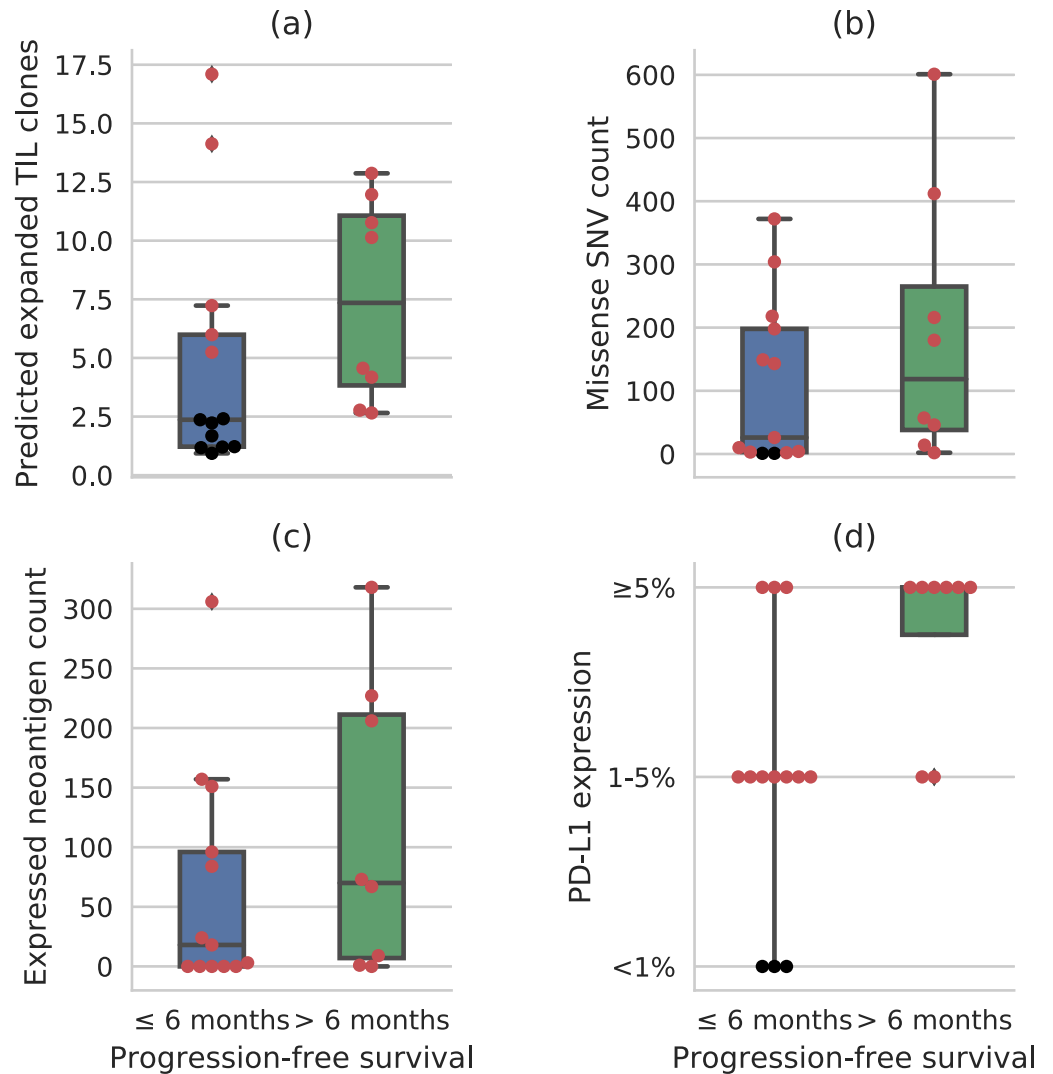 (a)
Predicted expanded TIL clones
17.5
15.0
12.5
10.0
7.5
5.0
2.5
0.0
(b)
Missense SNV count
600
500
400
300
200
100
0
(c)
Expressed neoantigen count
300
250
200
150
100
50
0
≤ 6 months > 6 months
Progression-free survival
(d)
PD-L1 expression
≥5%
1-5%
<1%
≤ 6 months > 6 months
Progression-free survival